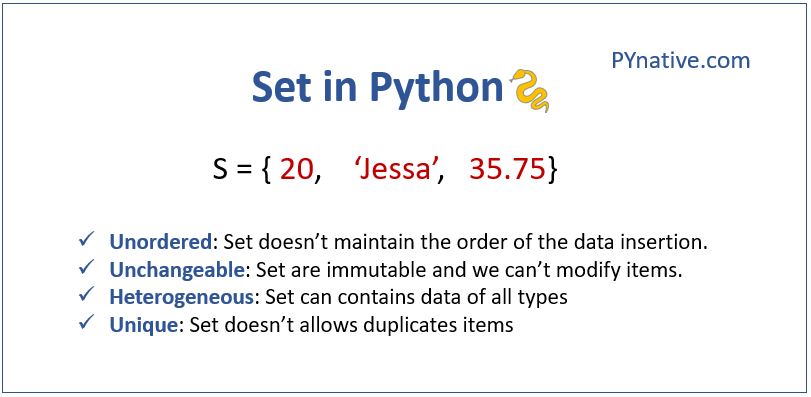 PYnative.com
Set in Python
S = { 20, ‘Jessa’, 35.75}
✓ Unordered: Set doesn’t maintain the order of the data insertion.
✓ Unchangeable: Set are immutable and we can’t modify items.
✓ Heterogeneous: Set can contains data of all types
✓ Unique: Set doesn’t allows duplicates items